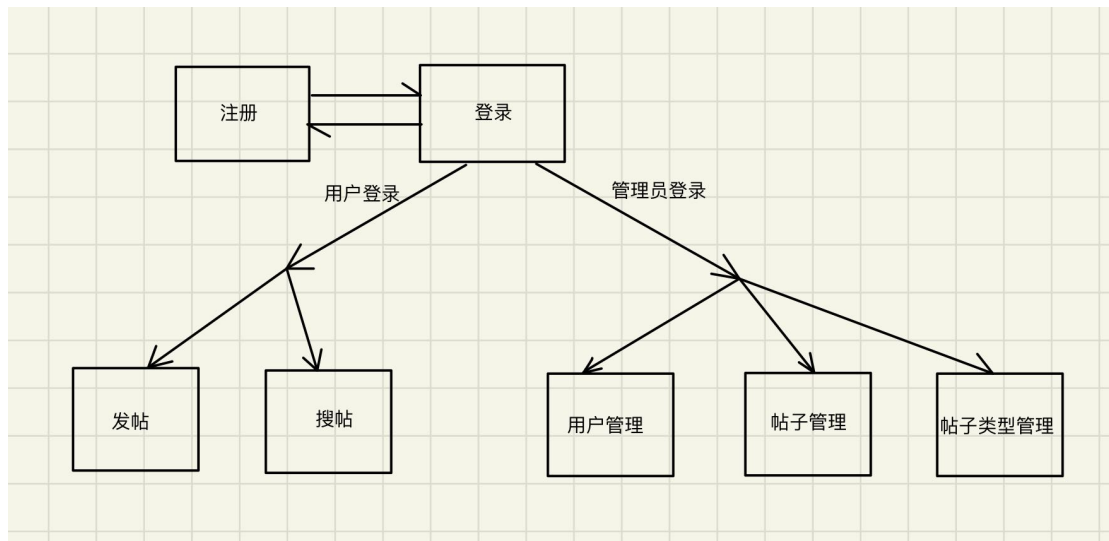 注册
登录
用户登录
管理员登录
发帖
搜帖
用户管理
帖子管理
帖子类型管理